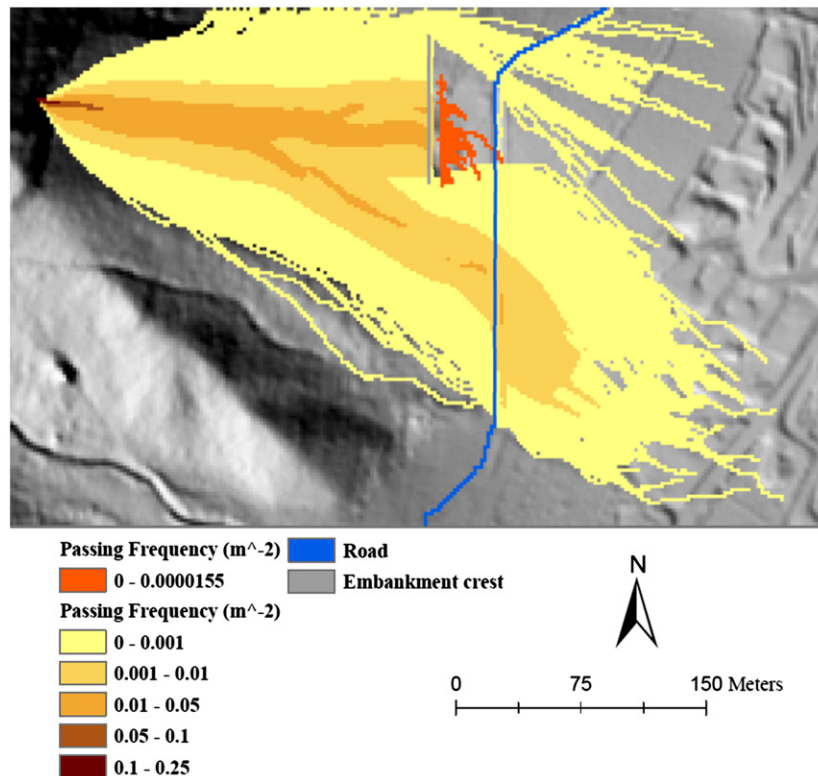 Passing Frequency (m^-2)
0 - 0.0000155
Passing Frequency (m^-2)
0 - 0.001
0.001 - 0.01
0.01 - 0.05
0.05 - 0.1
0.1 - 0.25
Road
Embankment crest
N
0 75 150 Meters